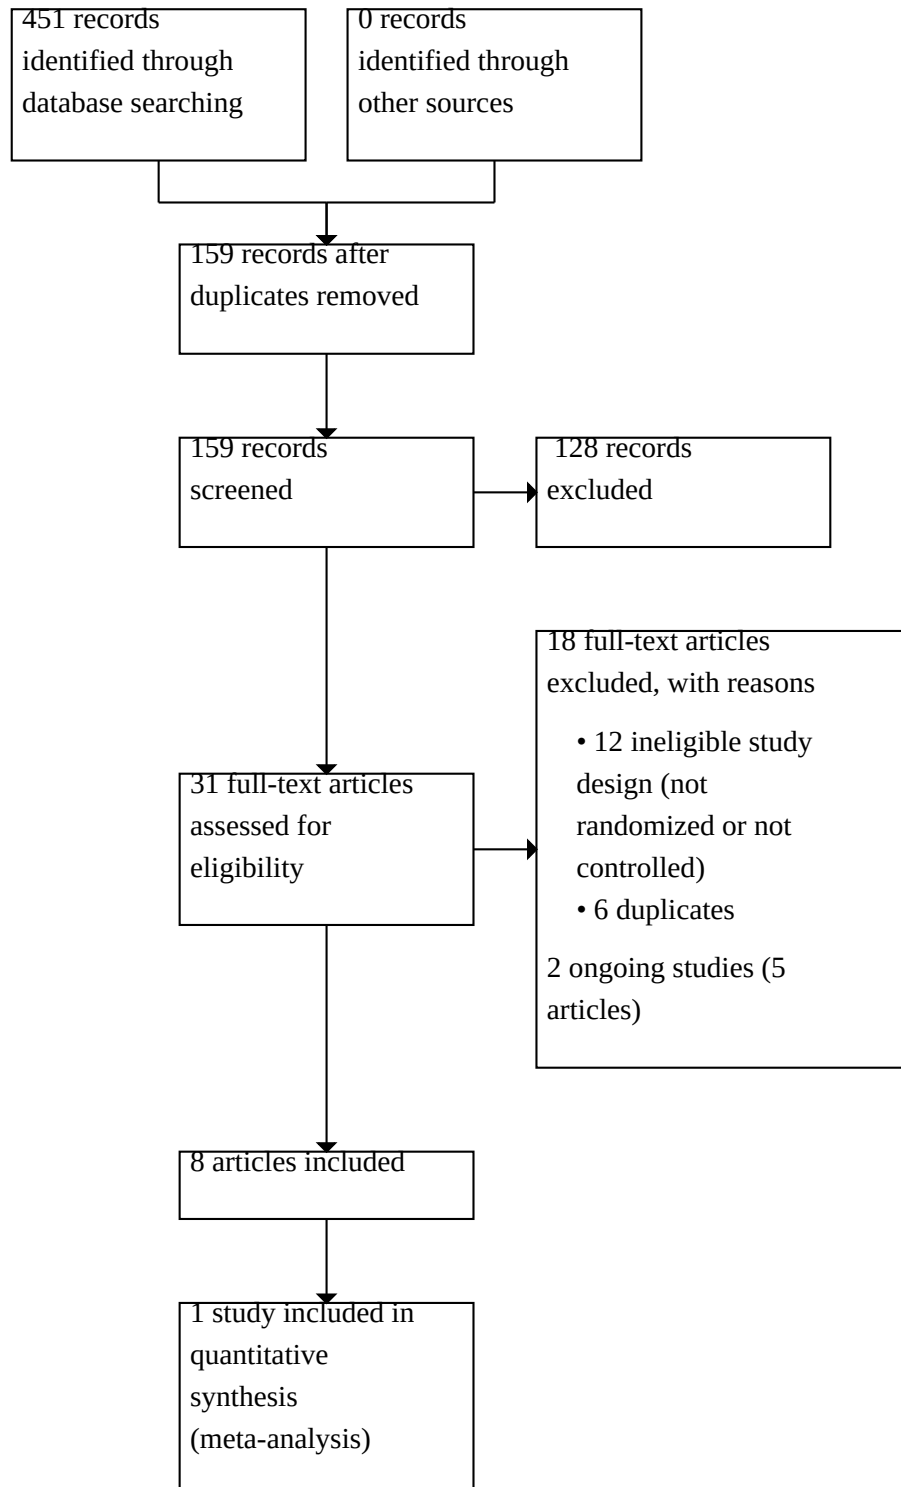 451 records
identified through
database searching
0 records
identified through
other sources
159 records after
duplicates removed
159 records
screened
128 records
excluded
18 full-text articles
excluded, with reasons
• 12 ineligible study
design (not
randomized or not
controlled)
• 6 duplicates
2 ongoing studies (5
articles)
31 full-text articles
assessed for
eligibility
8 articles included
1 study included in
quantitative
synthesis
(meta-analysis)